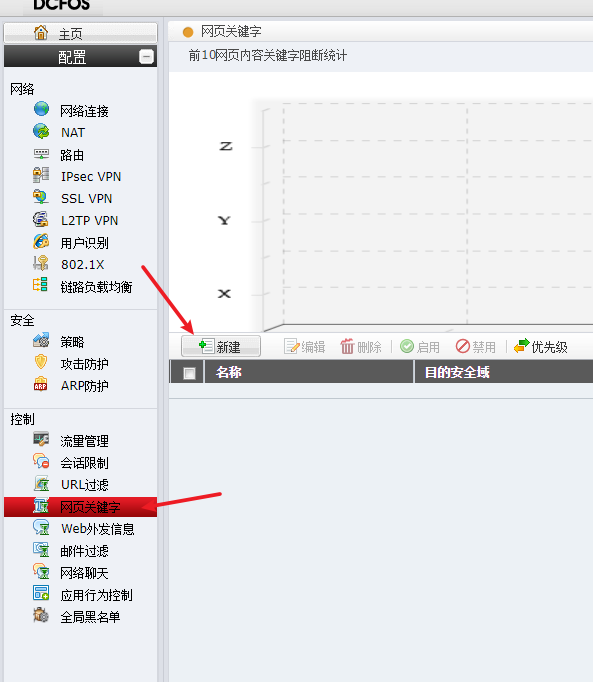 DCFOS
主页
配置
网络
网络连接
NAT
路由
IPsec VPN
SSL VPN
L2TP VPN
用户识别
802.1X
链路负载均衡
安全
策略
攻击防护
ARP防护
控制
流量管理
会话限制
URL过滤
网页关键字
Web外发信息
邮件过滤
网络聊天
应用行为控制
全局黑名单
网页关键字
前10网页内容关键字阻断统计
Z
Y
X
新建 编辑 删除 启用 禁用 优先级
名称 目的安全域